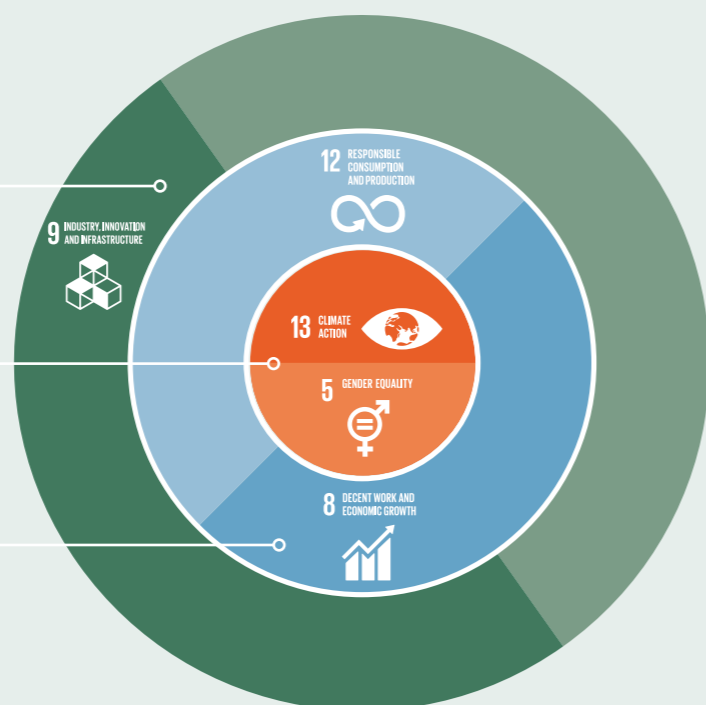 12 RESPONSIBLE
CONSUMPTION
AND PRODUCTION
9 INDUSTRY, INNOVATION
AND INFRASTRUCTURE
13 CLIMATE
ACTION
5 GENDER EQUALITY
8 DECENT WORK AND
ECONOMIC GROWTH